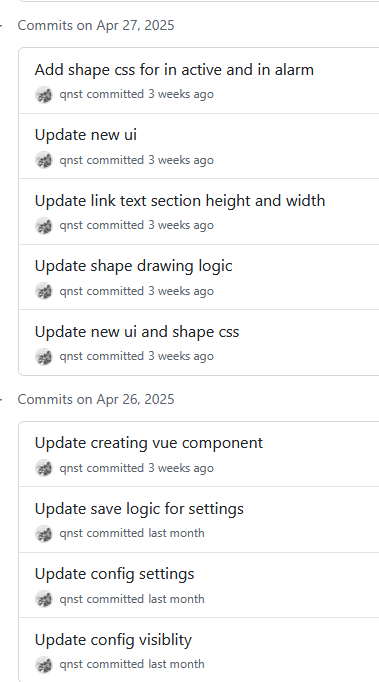 Commits on Apr 27, 2025
Add shape css for in active and in alarm
qnst committed 3 weeks ago
Update new ui
qnst committed 3 weeks ago
Update link text section height and width
qnst committed 3 weeks ago
Update shape drawing logic
qnst committed 3 weeks ago
Update new ui and shape css
qnst committed 3 weeks ago
Commits on Apr 26, 2025
Update creating vue component
qnst committed 3 weeks ago
Update save logic for settings
qnst committed last month
Update config settings
qnst committed last month
Update config visiblity
qnst committed last month